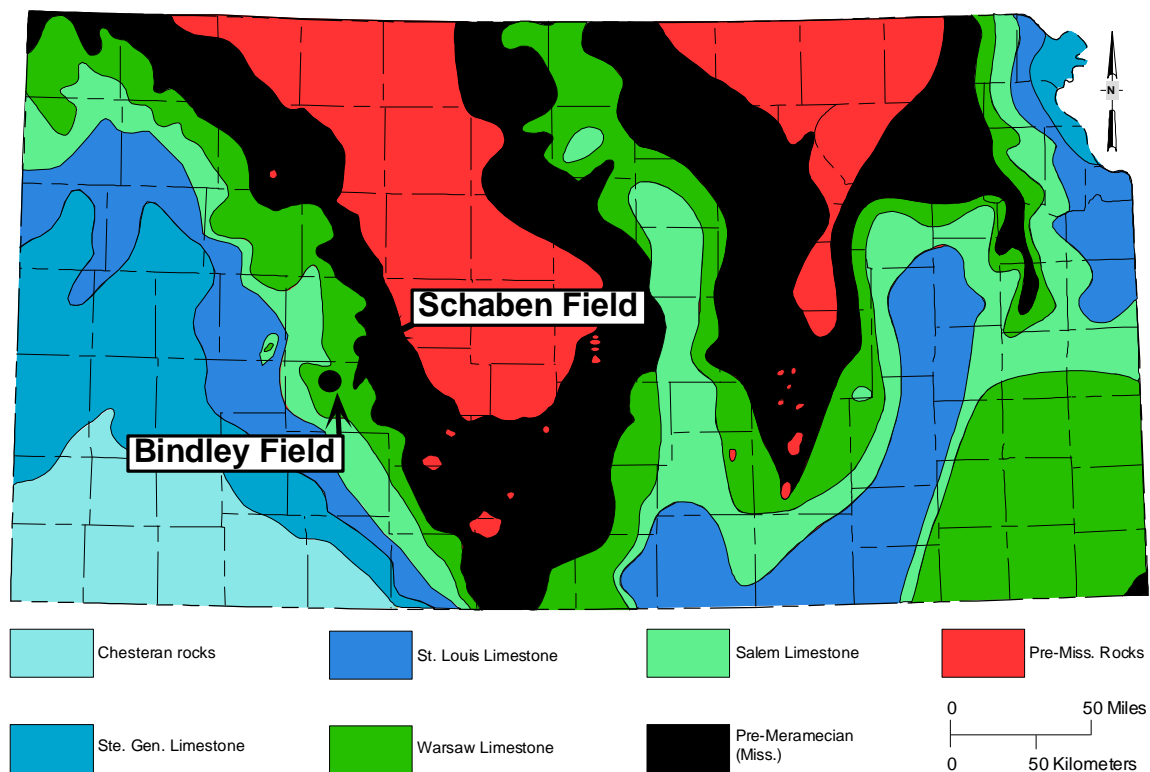 N
Schaben Field
Bindley Field
Chesteran rocks
St. Louis Limestone
Salem Limestone
Pre-Miss. Rocks
Ste. Gen. Limestone
Warsaw Limestone
Pre-Meramecian
(Miss.)
0 50 Miles
0 50 Kilometers